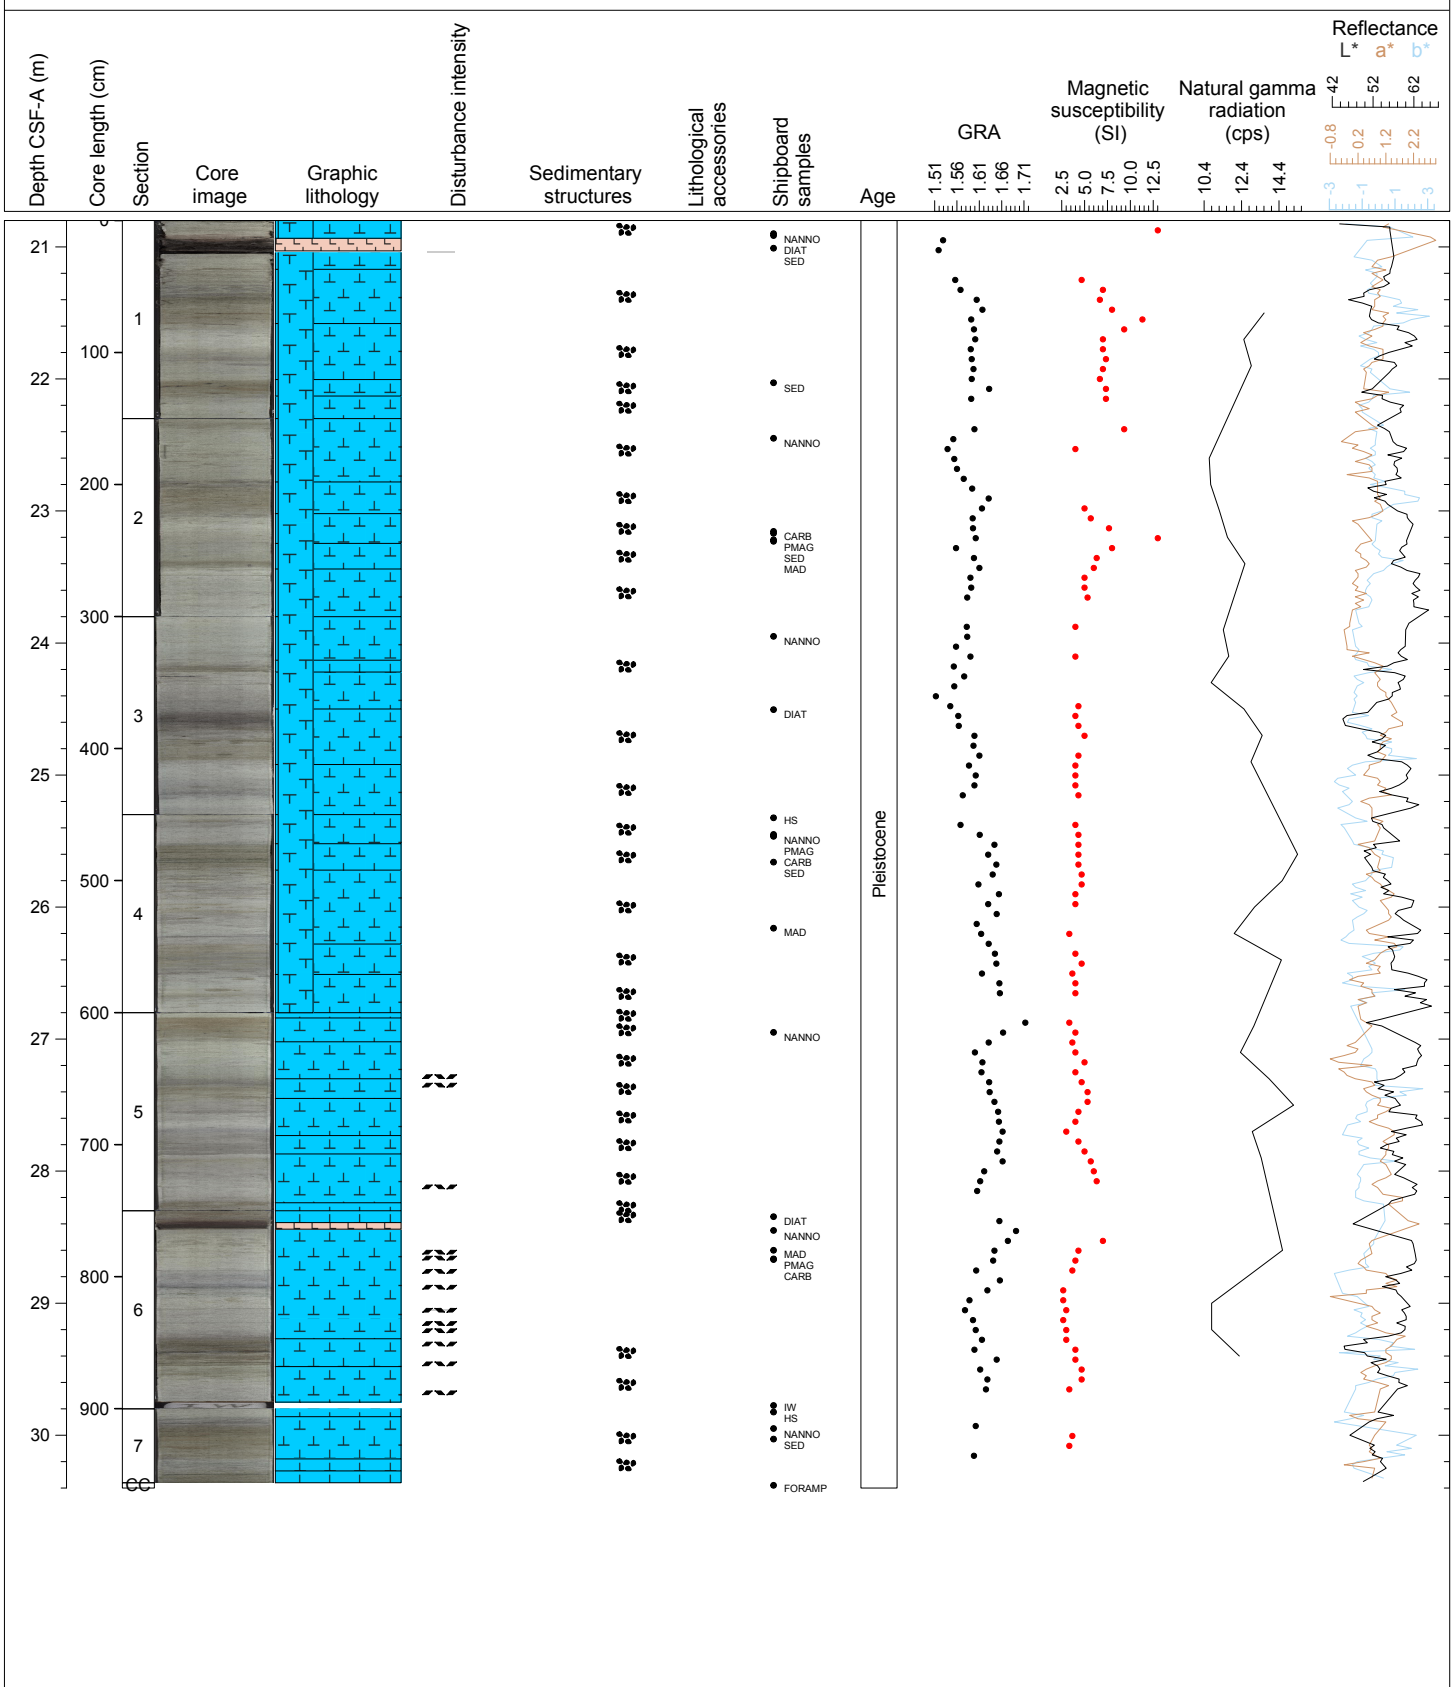 Depth CSF-A (m)
Core length (cm)
Section
Core
image
Graphic
lithology
Disturbance intensity
Sedimentary
structures
Lithological
accessories
Shipboard
samples
Age
GRA
1.51
1.56
1.61
1.66
1.71
Magnetic
susceptibility
(SI)
2.5
5.0
7.5
10.0
12.5
Natural gamma
radiation
(cps)
10.4
12.4
14.4
Reflectance
L* a* b*
42
52
62
-0.8
0.2
1.2
2.2
-3
-1
1
3
0
21
NANNO
DIAT
SED
1
100
22
SED
NANNO
200
23
2
CARB
PMAG
SED
MAD
300
24
NANNO
3
DIAT
400
25
HS
NANNO
PMAG
CARB
SED
Pleistocene
500
26
4
MAD
600
27
NANNO
5
700
28
DIAT
NANNO
MAD
PMAG
CARB
800
29
6
900
IW
HS
NANNO
SED
30
7
CC
FORAMP